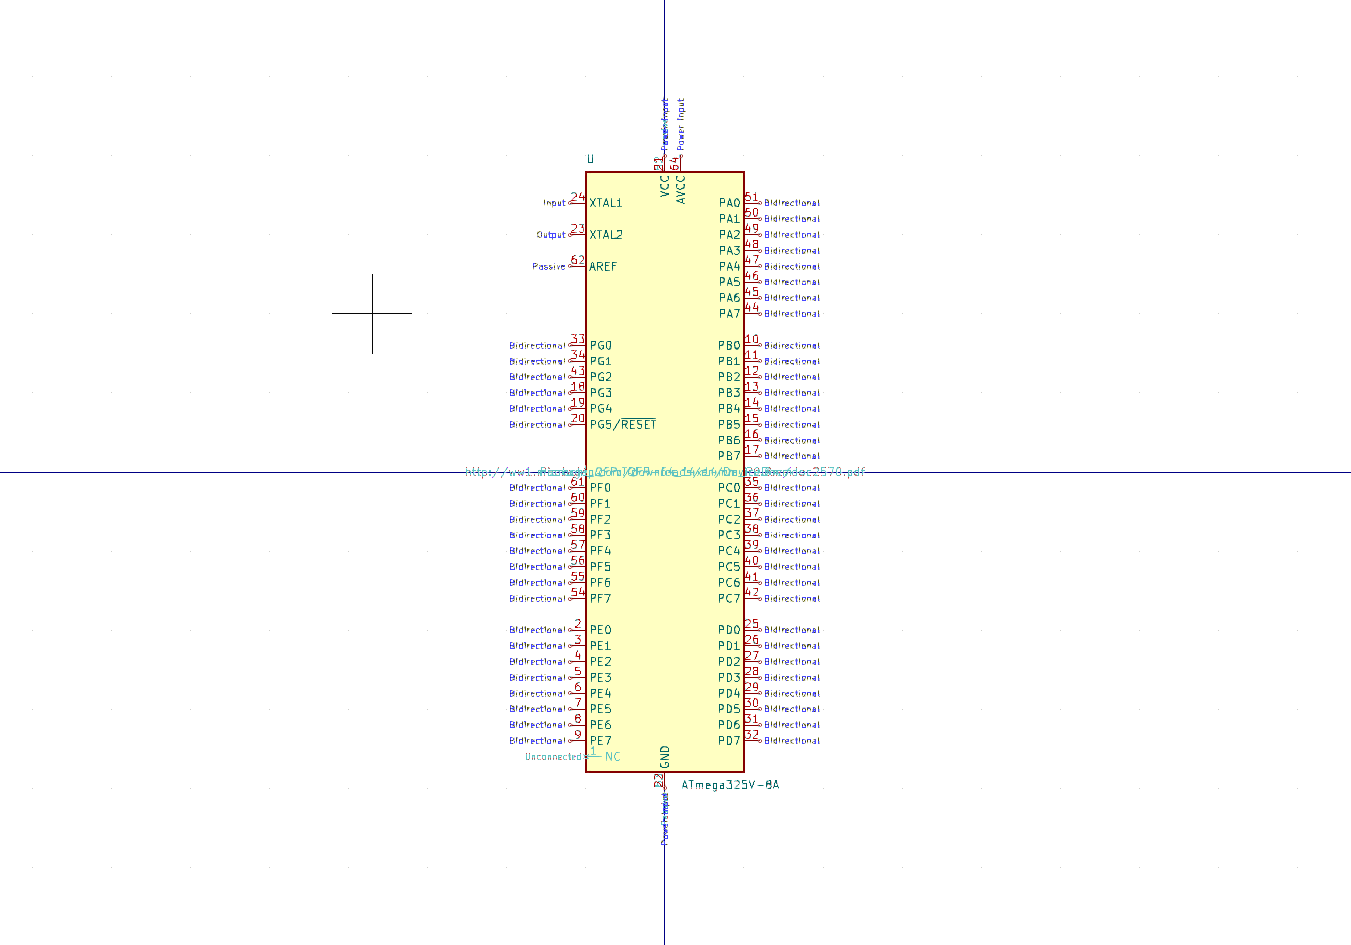 Power Input
U
64
VCC
AVCC
Input 24 XTAL1 PA0 51 Bidirectional
PA1 50 Bidirectional
Output 23 XTAL2 PA2 49 Bidirectional
PA3 48 Bidirectional
Passive 62 AREF PA4 47 Bidirectional
PA5 46 Bidirectional
PA6 45 Bidirectional
PA7 44 Bidirectional
Bidirectional 33 PG0 PB0 10 Bidirectional
Bidirectional 34 PG1 PB1 11 Bidirectional
Bidirectional 43 PG2 PB2 12 Bidirectional
Bidirectional 18 PG3 PB3 13 Bidirectional
Bidirectional 19 PG4 PB4 14 Bidirectional
Bidirectional 20 PG5/RESET PB5 15 Bidirectional
PB6 16 Bidirectional
PB7 17 Bidirectional
Bidirectional 61 PF0 PC0 35 Bidirectional
Bidirectional 60 PF1 PC1 36 Bidirectional
Bidirectional 59 PF2 PC2 37 Bidirectional
Bidirectional 58 PF3 PC3 38 Bidirectional
Bidirectional 57 PF4 PC4 39 Bidirectional
Bidirectional 56 PF5 PC5 40 Bidirectional
Bidirectional 55 PF6 PC6 41 Bidirectional
Bidirectional 54 PF7 PC7 42 Bidirectional
Bidirectional 2 PE0 PD0 25 Bidirectional
Bidirectional 3 PE1 PD1 26 Bidirectional
Bidirectional 4 PE2 PD2 27 Bidirectional
Bidirectional 5 PE3 PD3 28 Bidirectional
Bidirectional 6 PE4 PD4 29 Bidirectional
Bidirectional 7 PE5 PD5 30 Bidirectional
Bidirectional 8 PE6 PD6 31 Bidirectional
Bidirectional 9 PE7 PD7 32 Bidirectional
Unconnected 1 NC
GND
ATmega325V-8A